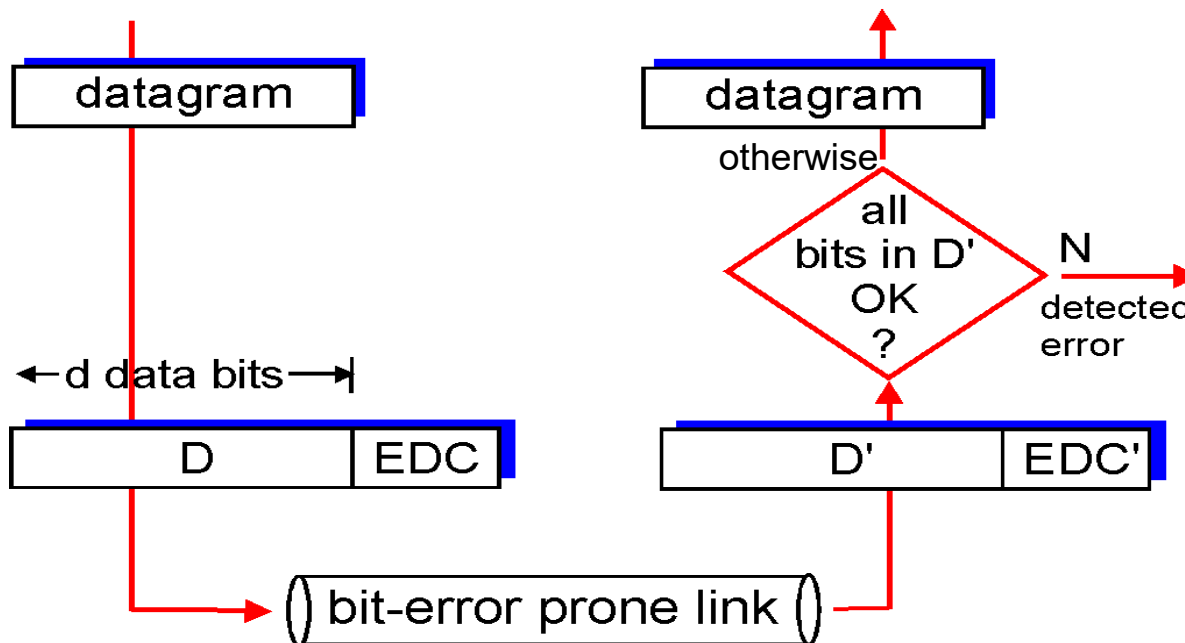 datagram
d data bits
D
EDC
bit-error prone link
datagram
otherwise
all
bits in D'
OK
?
N
detected
error
D'
EDC'